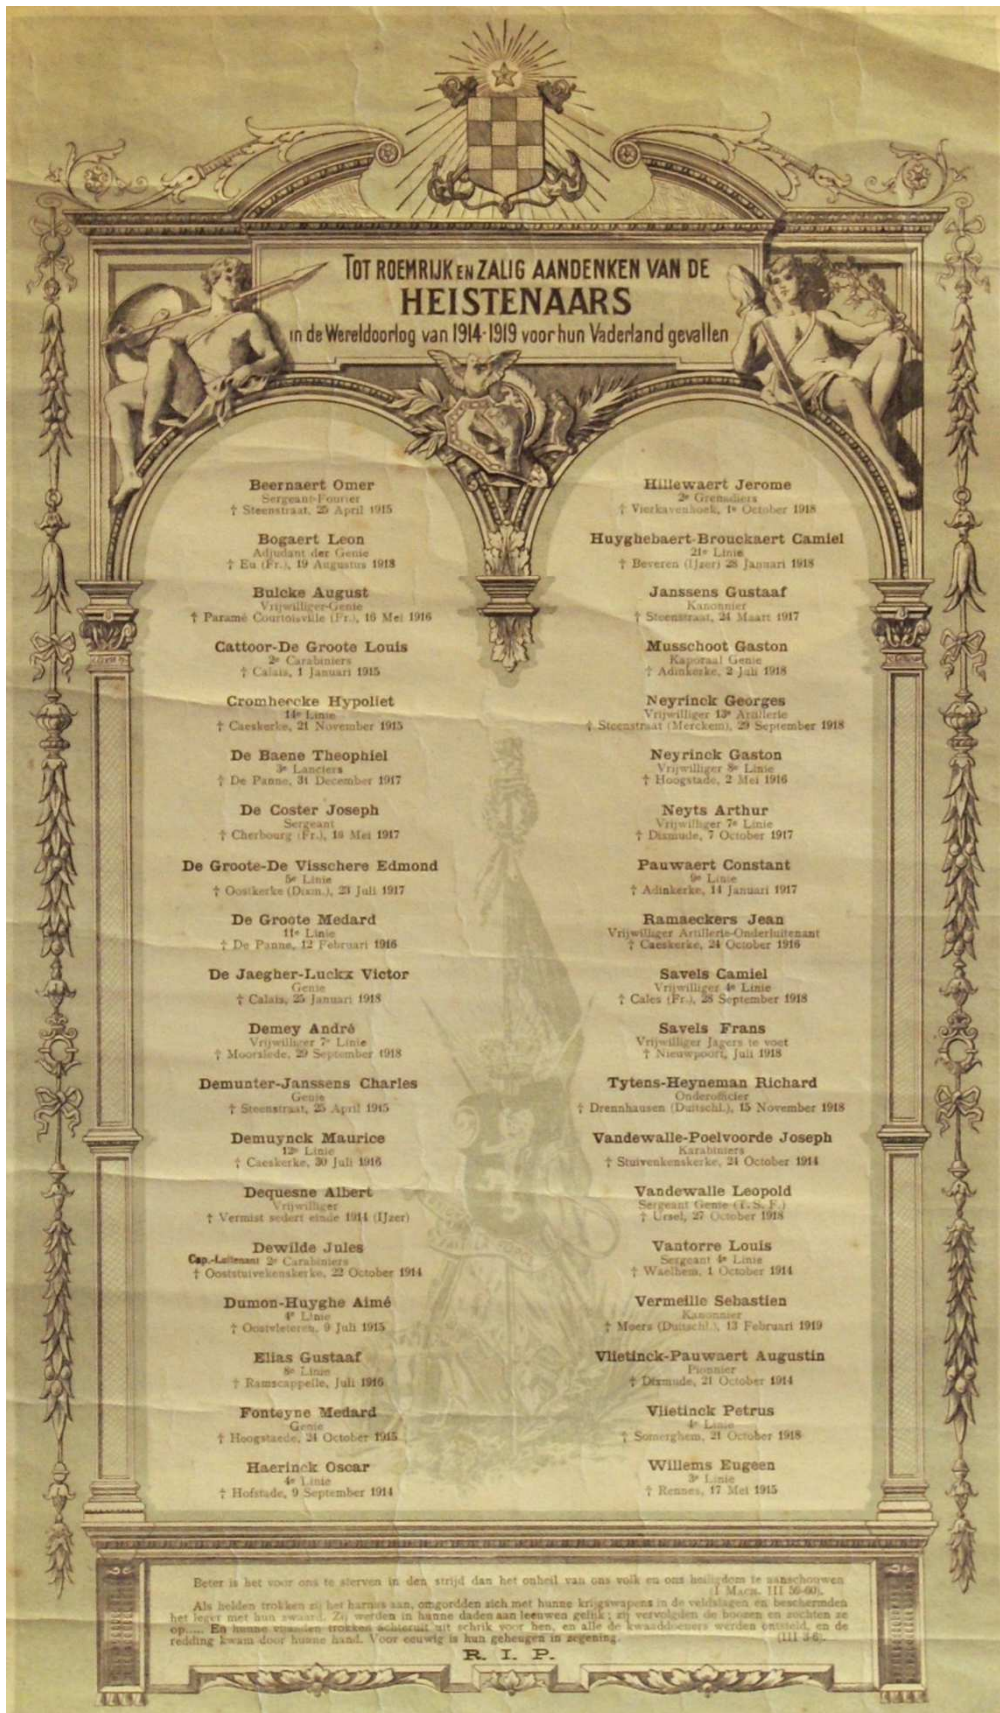 TOT ROEMRIJK EN ZALIG AANDENKEN VAN DE
HEISTENAARS
in de Wereldoorlog van 1914-1919 voor hun Vaderland gevallen
Beernaert Omer
Sergeant-Fourier
† Steenstraat, 25 April 1915
Bogaert Leon
Adjudant der Genie
† Eu (Fr.), 19 Augustus 1918
Bulcke August
Vrijwilliger-Genie
† Paramé Courtoisville (Fr.), 16 Mei 1916
Cattoor-De Groote Louis
2e Carabiniers
† Calais, 1 Januari 1915
Cromheecke Hypoliet
14e Linie
† Caeskerke, 21 November 1915
De Baene Theophiel
3e Lanciers
† De Panne, 31 December 1917
De Coster Joseph
Sergeant
† Cherbourg (Fr.), 18 Mei 1917
De Groote-De Visschere Edmond
5e Linie
† Oostkerke (Dixm.), 23 Juli 1917
De Groote Medard
11e Linie
† De Panne, 12 Februari 1916
De Jaegher-Luckx Victor
Genie
† Calais, 25 Januari 1918
Demey André
Vrijwilliger 7e Linie
† Moorslede, 29 September 1918
Demunter-Janssens Charles
Genie
† Steenstraat, 25 April 1915
Demuynck Maurice
12e Linie
† Caeskerke, 30 Juli 1916
Dequesne Albert
Vrijwilliger
† Vermist sedert einde 1914 (IJzer)
Dewilde Jules
Cap.-Luitenant 2e Carabiniers
† Ooststuivekenskerke, 22 October 1914
Dumon-Huyghe Aimé
4e Linie
† Oostvleteren, 9 Juli 1915
Elias Gustaaf
8e Linie
† Ramscappelle, Juli 1916
Fonteyne Medard
Genie
† Hoogstaede, 24 October 1915
Haerinck Oscar
4e Linie
† Hofstade, 9 September 1914
Hillewaert Jerome
2e Grenadiers
† Vierkavenhoek, 1e October 1918
Huyghebaert-Brouckaert Camiel
21e Linie
† Beveren (IJzer) 28 Januari 1918
Janssens Gustaaf
Kanonnier
† Steenstraat, 24 Maart 1917
Musschoot Gaston
Kaporaal Genie
† Adinkerke, 2 Juli 1918
Neyrinck Georges
Vrijwilliger 13e Artillerie
† Steenstraat (Merckem), 29 September 1918
Neyrinck Gaston
Vrijwilliger 8e Linie
† Hoogstade, 2 Mei 1916
Neyts Arthur
Vrijwilliger 7e Linie
† Dixmude, 7 October 1917
Pauwaert Constant
9e Linie
† Adinkerke, 14 Januari 1917
Ramaeckers Jean
Vrijwilliger Artillerie-Onderluitenant
† Caeskerke, 24 October 1916
Savels Camiel
Vrijwilliger 4e Linie
† Cales (Fr.), 28 September 1918
Savels Frans
Vrijwilliger Jagers te voet
† Nieuwpoort, Juli 1918
Tytens-Heyneman Richard
Onderofficier
† Drennhausen (Duitschl.), 15 November 1918
Vandewalle-Poelvoorde Joseph
Karabiniers
† Stuivenkenskerke, 24 October 1914
Vandewalle Leopold
Sergeant Genie (T. S. F.)
† Ursel, 27 October 1918
Vantorre Louis
Sergeant 4e Linie
† Waelhem, 1 October 1914
Vermeille Sebastien
Kanonnier
† Moers (Duitschl.), 13 Februari 1919
Vlietinck-Pauwaert Augustin
Pionnier
† Dixmude, 21 October 1914
Vlietinck Petrus
4e Linie
† Somerghem, 21 October 1918
Willems Eugeen
3e Linie
† Rennes, 17 Mei 1915
Beter is het voor ons te sterven in den strijd dan het onheil van ons volk en ons heiligdom te aanschouwen
(I Mach. III 56-60).
Als helden trokken zij het harnas aan, omgordden zich met hunne krijgswapens in de veldslagen en beschermden
het leger met hun zwaard. Zij werden in hunne daden aan leeuwen gelijk; zij vervolgden de boozen en zochten ze
op..... En hunne vijanden trokken achteruit uit schrik voor hen, en alle de kwaaddoeners werden ontsteld, en de
redding kwam door hunne hand. Voor eeuwig is hun geheugen in zegening. (III 3-6).
R. I. P.